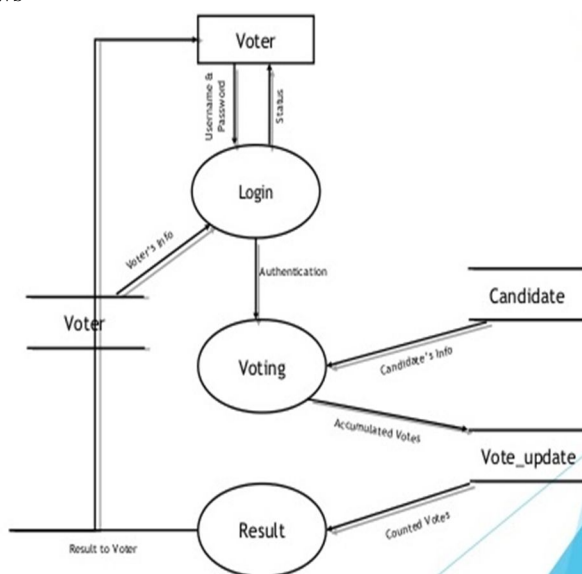 Voter
Username &
Password
Status
Login
Voter's Info
Authentication
Candidate
Voter
Voting
Candidate's Info
Accumulated Votes
Vote_update
Result
Counted Votes
Result to Voter